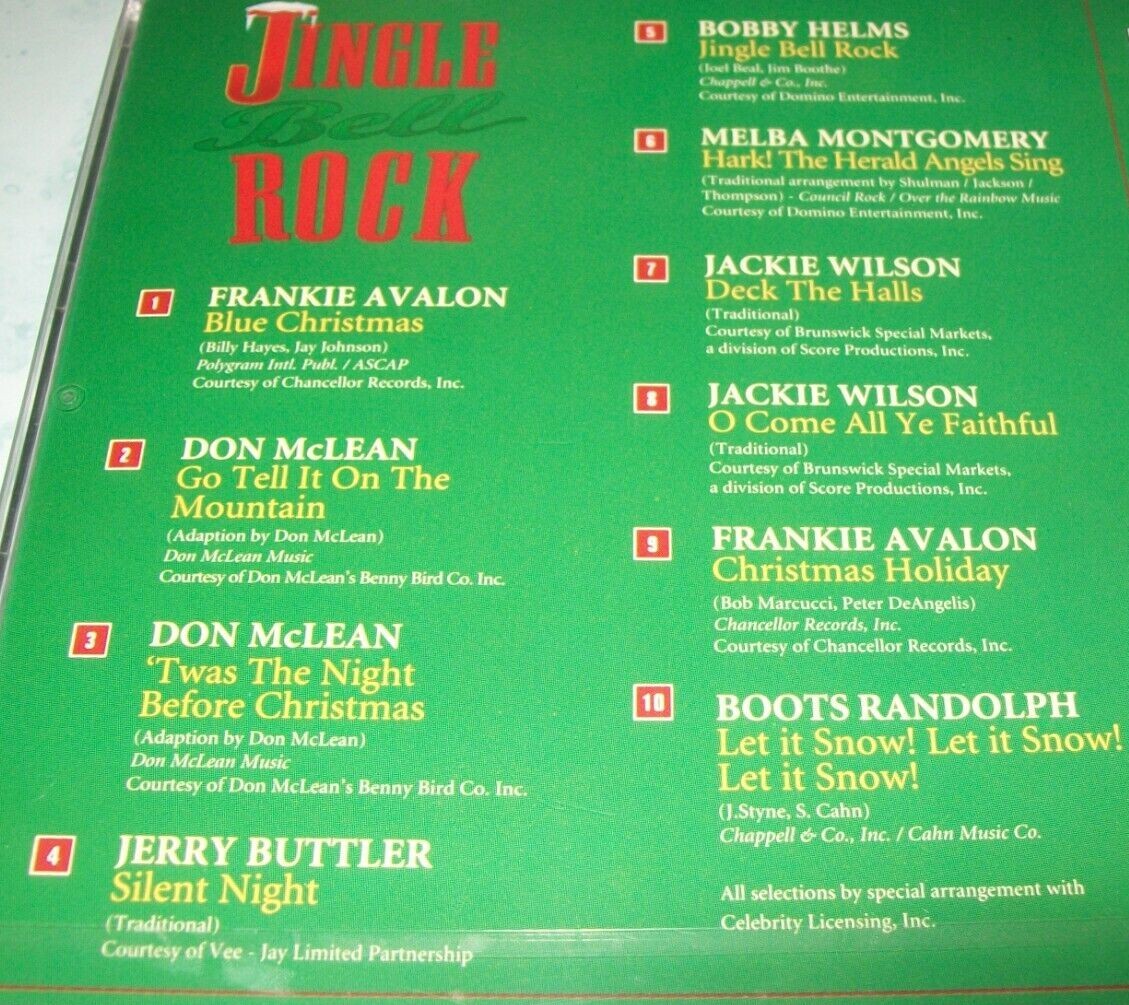 JINGLE
Bell
ROCK
1
FRANKIE AVALON
Blue Christmas
(Billy Hayes, Jay Johnson)
Polygram Intl. Publ. / ASCAP
Courtesy of Chancellor Records, Inc.
2
DON McLEAN
Go Tell It On The
Mountain
(Adaption by Don McLean)
Don McLean Music
Courtesy of Don McLean's Benny Bird Co. Inc.
3
DON McLEAN
‘Twas The Night
Before Christmas
(Adaption by Don McLean)
Don McLean Music
Courtesy of Don McLean's Benny Bird Co. Inc.
4
JERRY BUTTLER
Silent Night
(Traditional)
Courtesy of Vee - Jay Limited Partnership
5
BOBBY HELMS
Jingle Bell Rock
(Joel Beal, Jim Boothe)
Chappell & Co., Inc.
Courtesy of Domino Entertainment, Inc.
6
MELBA MONTGOMERY
Hark! The Herald Angels Sing
(Traditional arrangement by Shulman / Jackson /
Thompson) - Council Rock / Over the Rainbow Music
Courtesy of Domino Entertainment, Inc.
7
JACKIE WILSON
Deck The Halls
(Traditional)
Courtesy of Brunswick Special Markets,
a division of Score Productions, Inc.
8
JACKIE WILSON
O Come All Ye Faithful
(Traditional)
Courtesy of Brunswick Special Markets,
a division of Score Productions, Inc.
9
FRANKIE AVALON
Christmas Holiday
(Bob Marcucci, Peter DeAngelis)
Chancellor Records, Inc.
Courtesy of Chancellor Records, Inc.
10
BOOTS RANDOLPH
Let it Snow! Let it Snow!
Let it Snow!
(J.Styne, S. Cahn)
Chappell & Co., Inc. / Cahn Music Co.
All selections by special arrangement with
Celebrity Licensing, Inc.